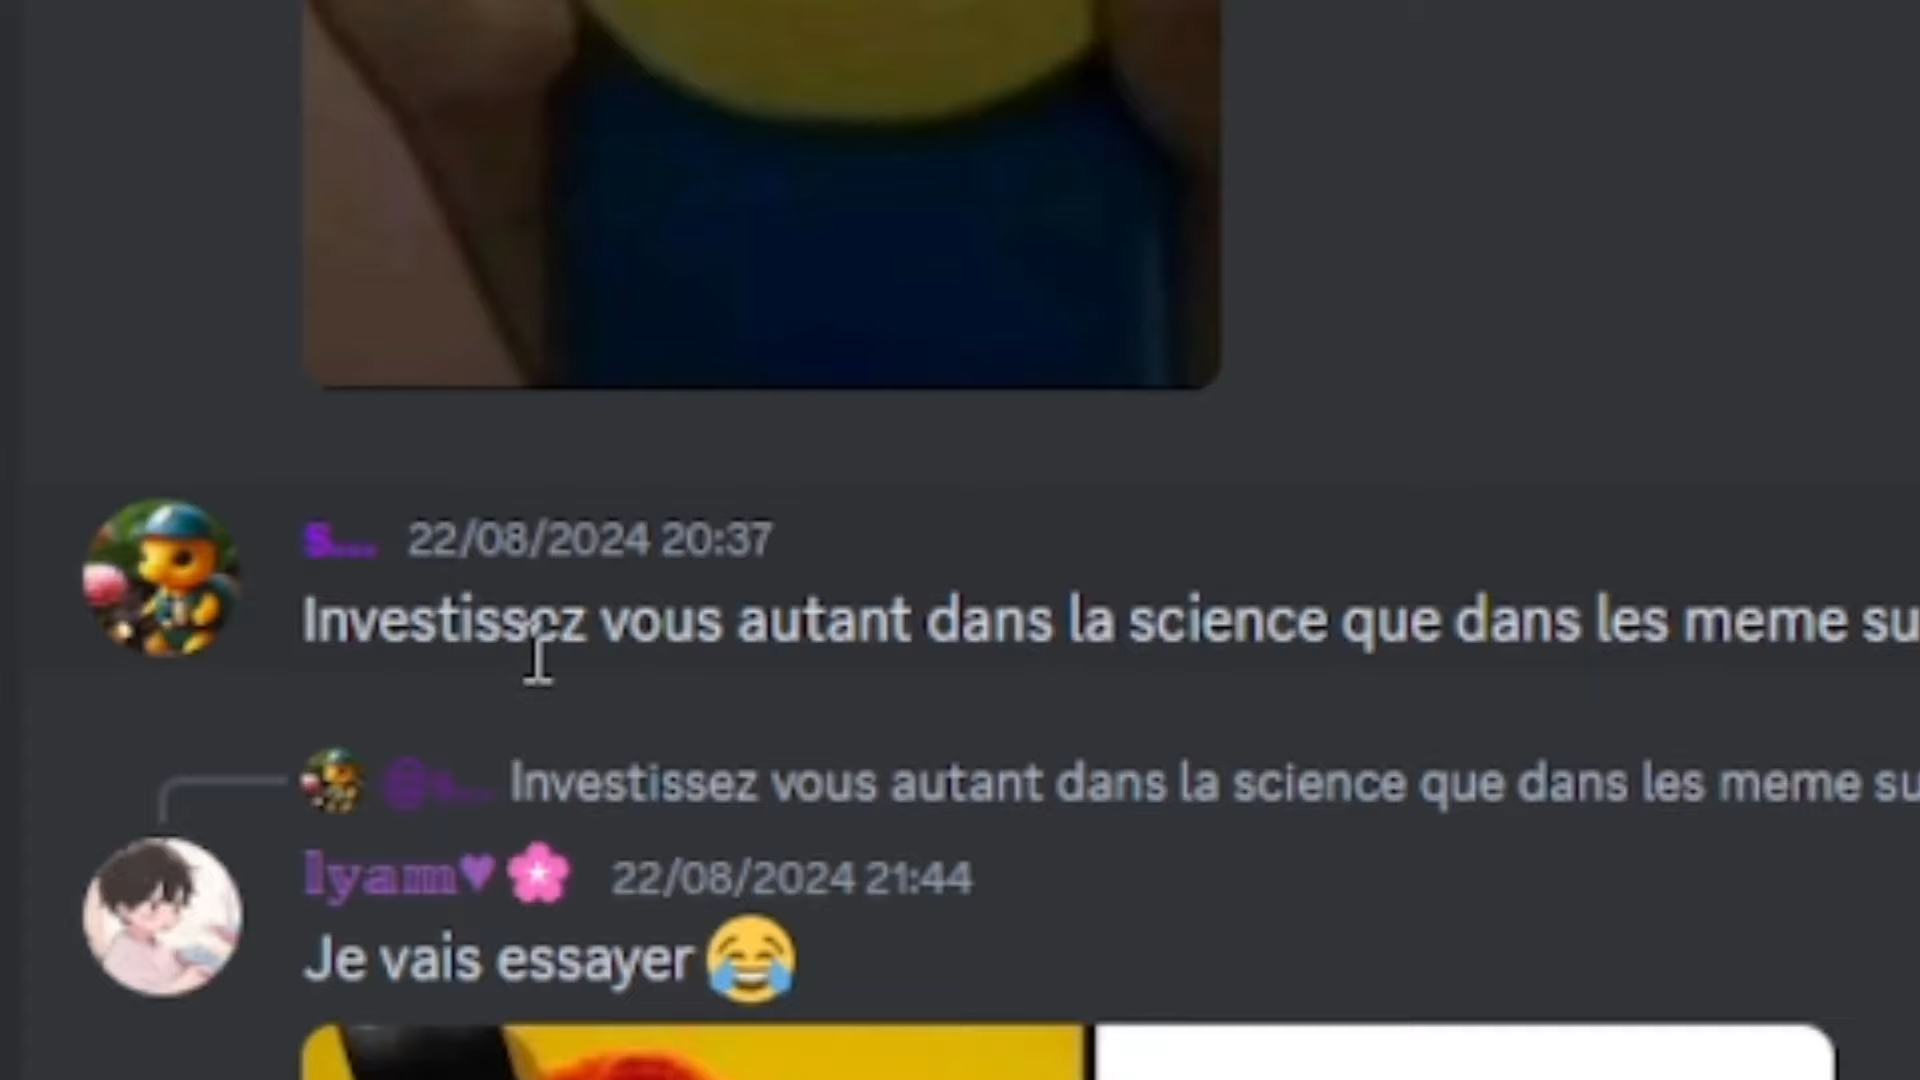 s... 22/08/2024 20:37
Investissez vous autant dans la science que dans les meme su
@s... Investissez vous autant dans la science que dans les meme su
lyam♥🌸 22/08/2024 21:44
Je vais essayer 😂